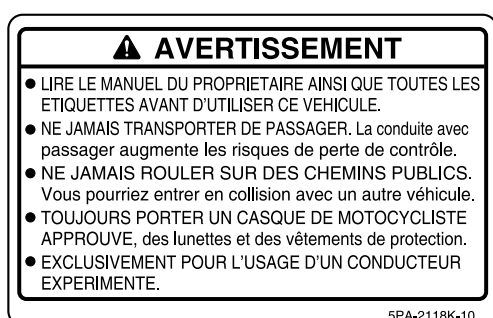 AVERTISSEMENT
● LIRE LE MANUEL DU PROPRIETAIRE AINSI QUE TOUTES LES
ETIQUETTES AVANT D'UTILISER CE VEHICULE.
● NE JAMAIS TRANSPORTER DE PASSAGER. La conduite avec
passager augmente les risques de perte de contrôle.
● NE JAMAIS ROULER SUR DES CHEMINS PUBLICS.
Vous pourriez entrer en collision avec un autre véhicule.
● TOUJOURS PORTER UN CASQUE DE MOTOCYCLISTE
APPROUVE, des lunettes et des vêtements de protection.
● EXCLUSIVEMENT POUR L'USAGE D'UN CONDUCTEUR
EXPERIMENTE.
5PA-2118K-10